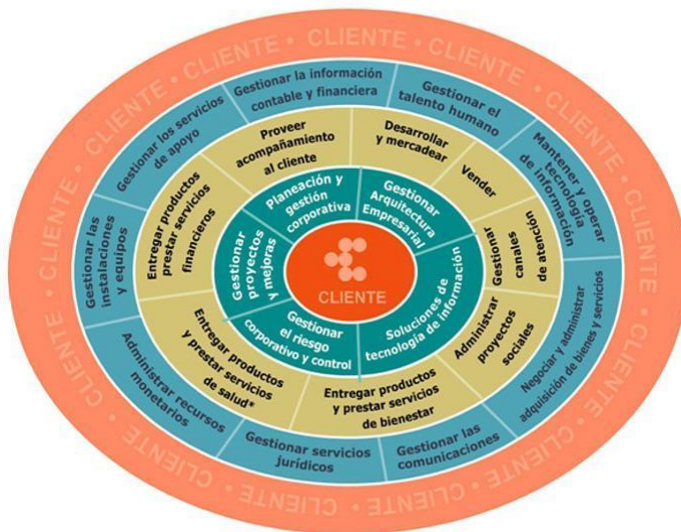 CLIENTE • CLIENTE • CLIENTE • CLIENTE • CLIENTE • CLIENTE • CLIENTE • CLIENTE • CLIENTE • CLIENTE • CLIENTE • CLIENTE •
Gestionar la información
contable y financiera
Gestionar el
talento humano
Mantener y operar
tecnología
de información
Negociar y administrar
adquisición de bienes y servicios
Gestionar las
comunicaciones
Gestionar servicios
jurídicos
Administrar recursos
monetarios
Gestionar las
instalaciones
y equipos
Gestionar los servicios
de apoyo
Proveer
acompañamiento
al cliente
Desarrollar
y mercadear
Vender
Gestionar
canales
de atención
Administrar
proyectos
sociales
Entregar productos
y prestar servicios
de bienestar
Entregar productos
y prestar servicios
de salud*
Entregar productos
prestar servicios
financieros
Planeación y
gestión
corporativa
Gestionar
Arquitectura
Empresarial
Soluciones de
tecnología de información
Gestionar
el riesgo
corporativo y control
Gestionar
proyectos
y mejoras
CLIENTE